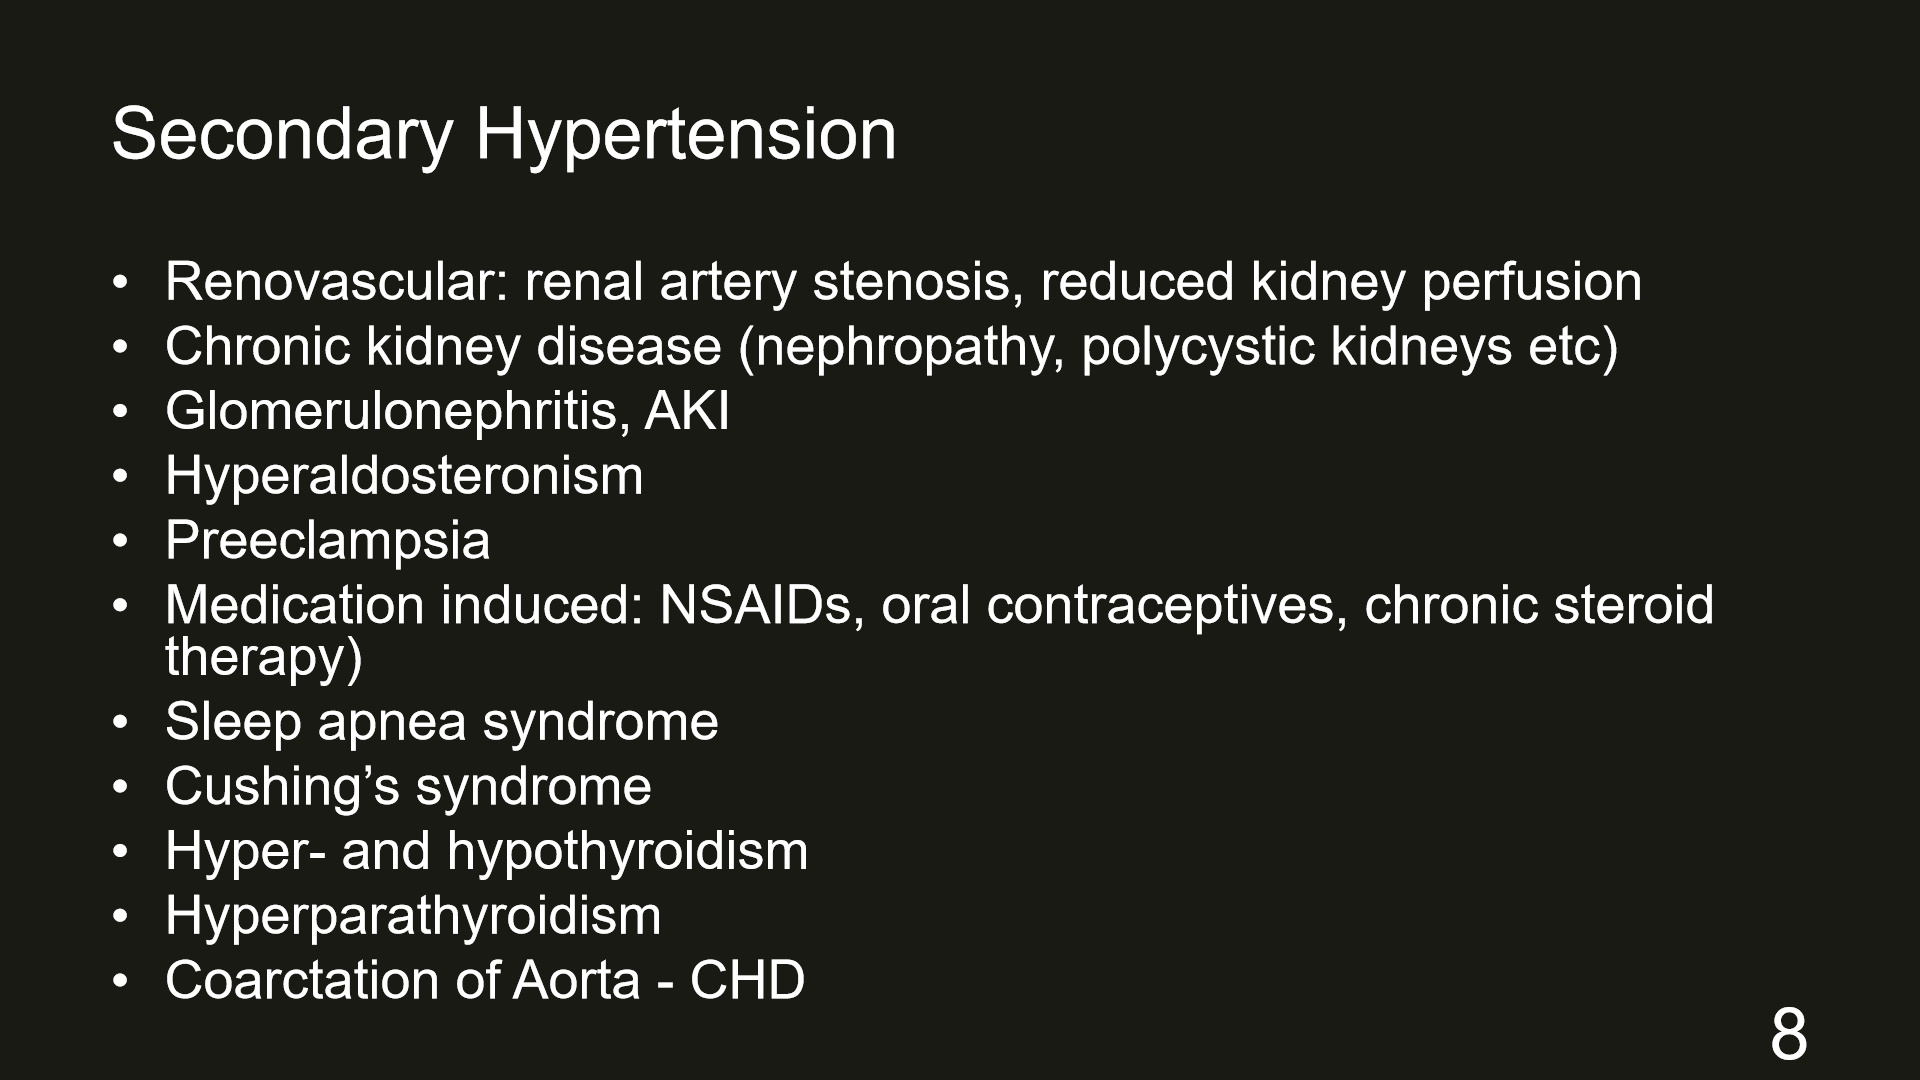 Secondary Hypertension
• Renovascular: renal artery stenosis, reduced kidney perfusion
• Chronic kidney disease (nephropathy, polycystic kidneys etc)
• Glomerulonephritis, AKI
• Hyperaldosteronism
• Preeclampsia
• Medication induced: NSAIDs, oral contraceptives, chronic steroid
therapy)
• Sleep apnea syndrome
• Cushing’s syndrome
• Hyper- and hypothyroidism
• Hyperparathyroidism
• Coarctation of Aorta - CHD
8